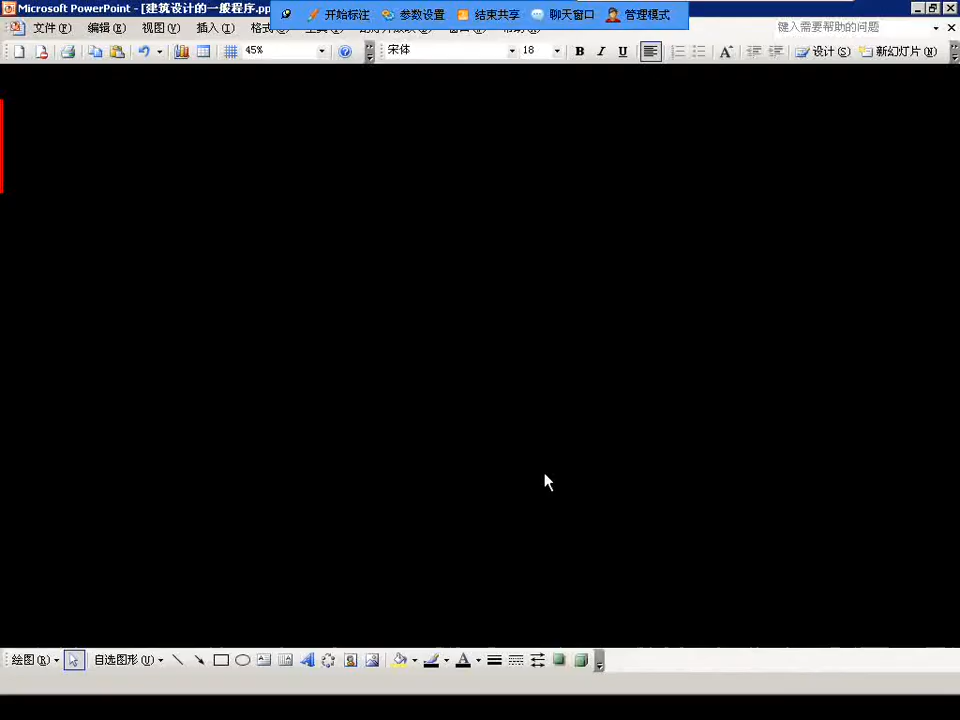 Microsoft PowerPoint - [建筑设计的一般程序.pp
开始标注 参数设置 结束共享 聊天窗口 管理模式
文件(F) 编辑(E) 视图(V) 插入(I) 格式 键入需要帮助的问题
45% 宋体 18 B I U A 设计(S) 新幻灯片(N)
绘图(R) 自选图形(U) A A